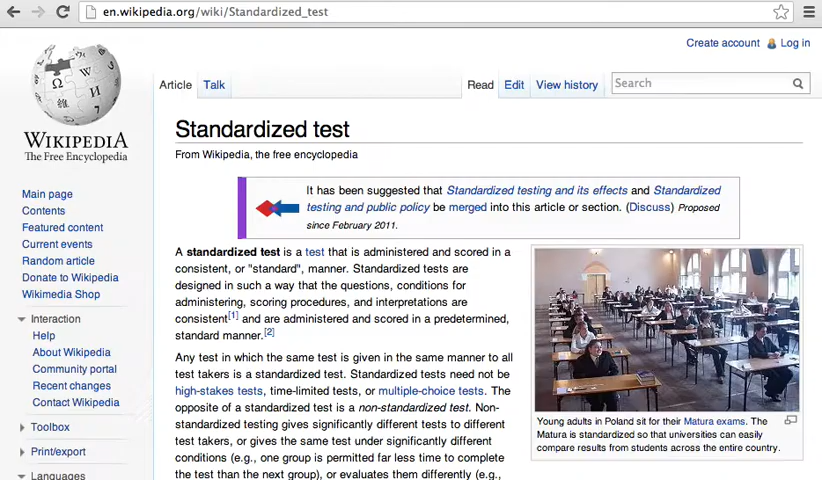 en.wikipedia.org/wiki/Standardized_test
Create account Log in
Article Talk Read Edit View history Search
WIKIPEDIA
The Free Encyclopedia
Main page
Contents
Featured content
Current events
Random article
Donate to Wikipedia
Wikimedia Shop
Interaction
Help
About Wikipedia
Community portal
Recent changes
Contact Wikipedia
Toolbox
Print/export
Languages
Standardized test
From Wikipedia, the free encyclopedia
It has been suggested that Standardized testing and its effects and Standardized
testing and public policy be merged into this article or section. (Discuss) Proposed
since February 2011.
A standardized test is a test that is administered and scored in a
consistent, or "standard", manner. Standardized tests are
designed in such a way that the questions, conditions for
administering, scoring procedures, and interpretations are
consistent[1] and are administered and scored in a predetermined,
standard manner.[2]
Any test in which the same test is given in the same manner to all
test takers is a standardized test. Standardized tests need not be
high-stakes tests, time-limited tests, or multiple-choice tests. The
opposite of a standardized test is a non-standardized test. Non-
standardized testing gives significantly different tests to different
test takers, or gives the same test under significantly different
conditions (e.g., one group is permitted far less time to complete
the test than the next group), or evaluates them differently (e.g.,
Young adults in Poland sit for their Matura exams. The
Matura is standardized so that universities can easily
compare results from students across the entire country.